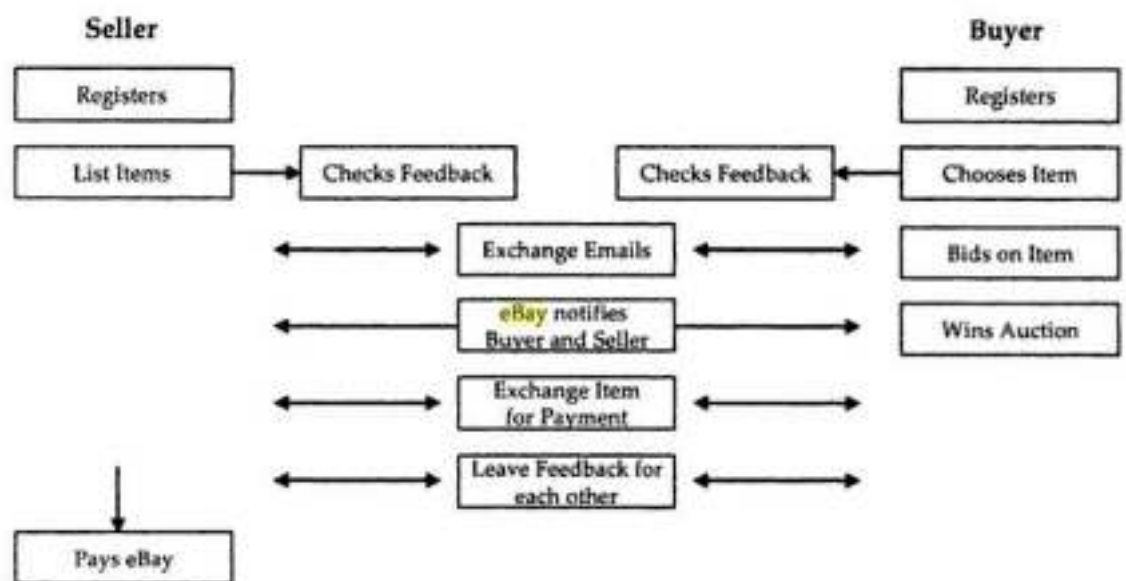 Seller
Buyer
Registers
Registers
List Items
Checks Feedback
Checks Feedback
Chooses Item
Exchange Emails
Bids on Item
eBay notifies
Buyer and Seller
Wins Auction
Exchange Item
for Payment
Leave Feedback for
each other
Pays eBay